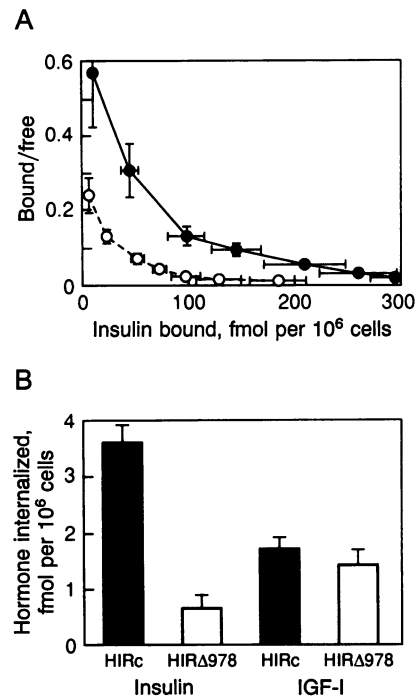 A
Bound/free
0.6
0.4
0.2
0
0 100 200 300
Insulin bound, fmol per 10⁶ cells
B
Hormone internalized,
fmol per 10⁶ cells
4
3
2
1
0
HIRc HIRΔ978 HIRc HIRΔ978
Insulin IGF-I